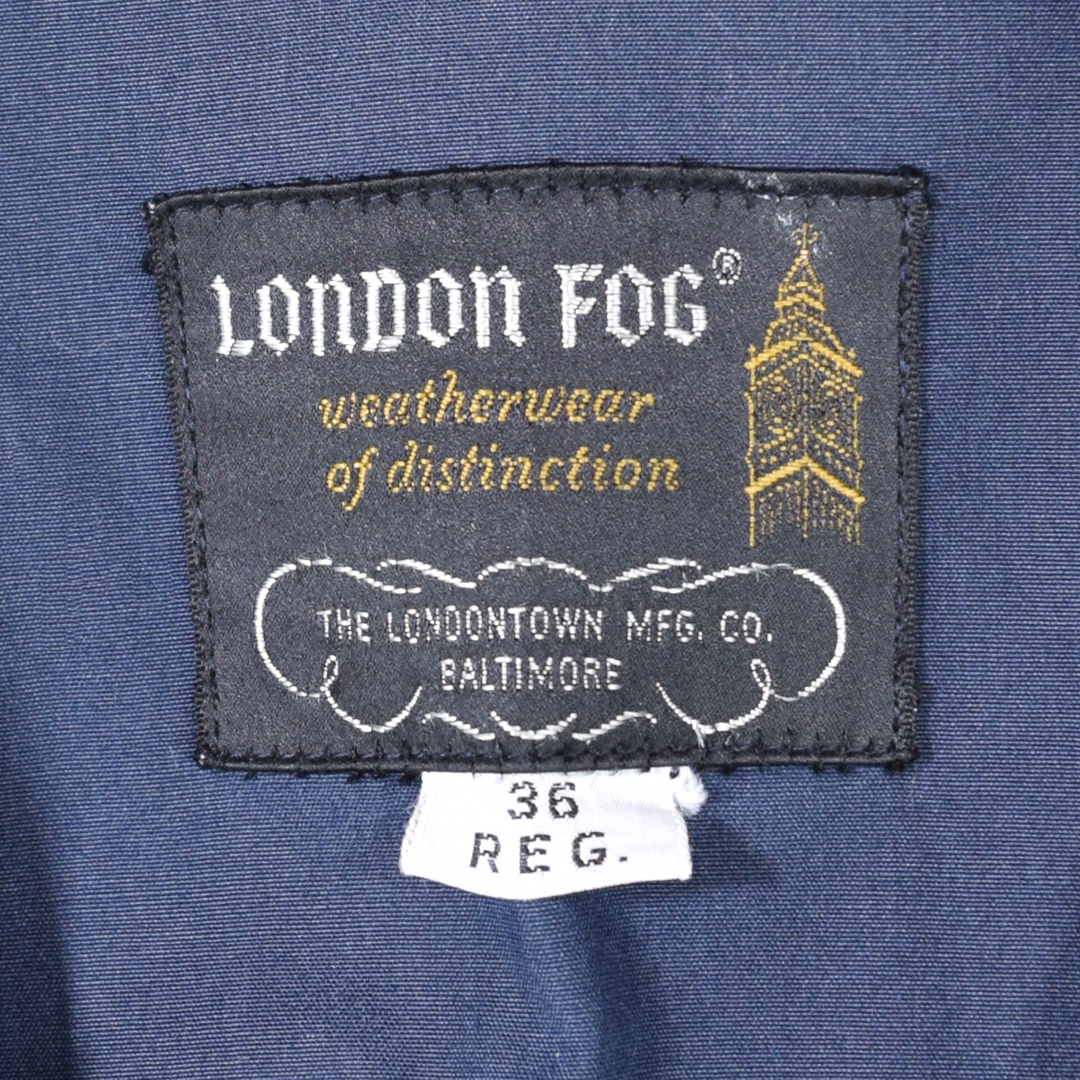 LONDON FOG®
weatherwear
of distinction
THE LONDONTOWN MFG. CO.
BALTIMORE
36
REG.